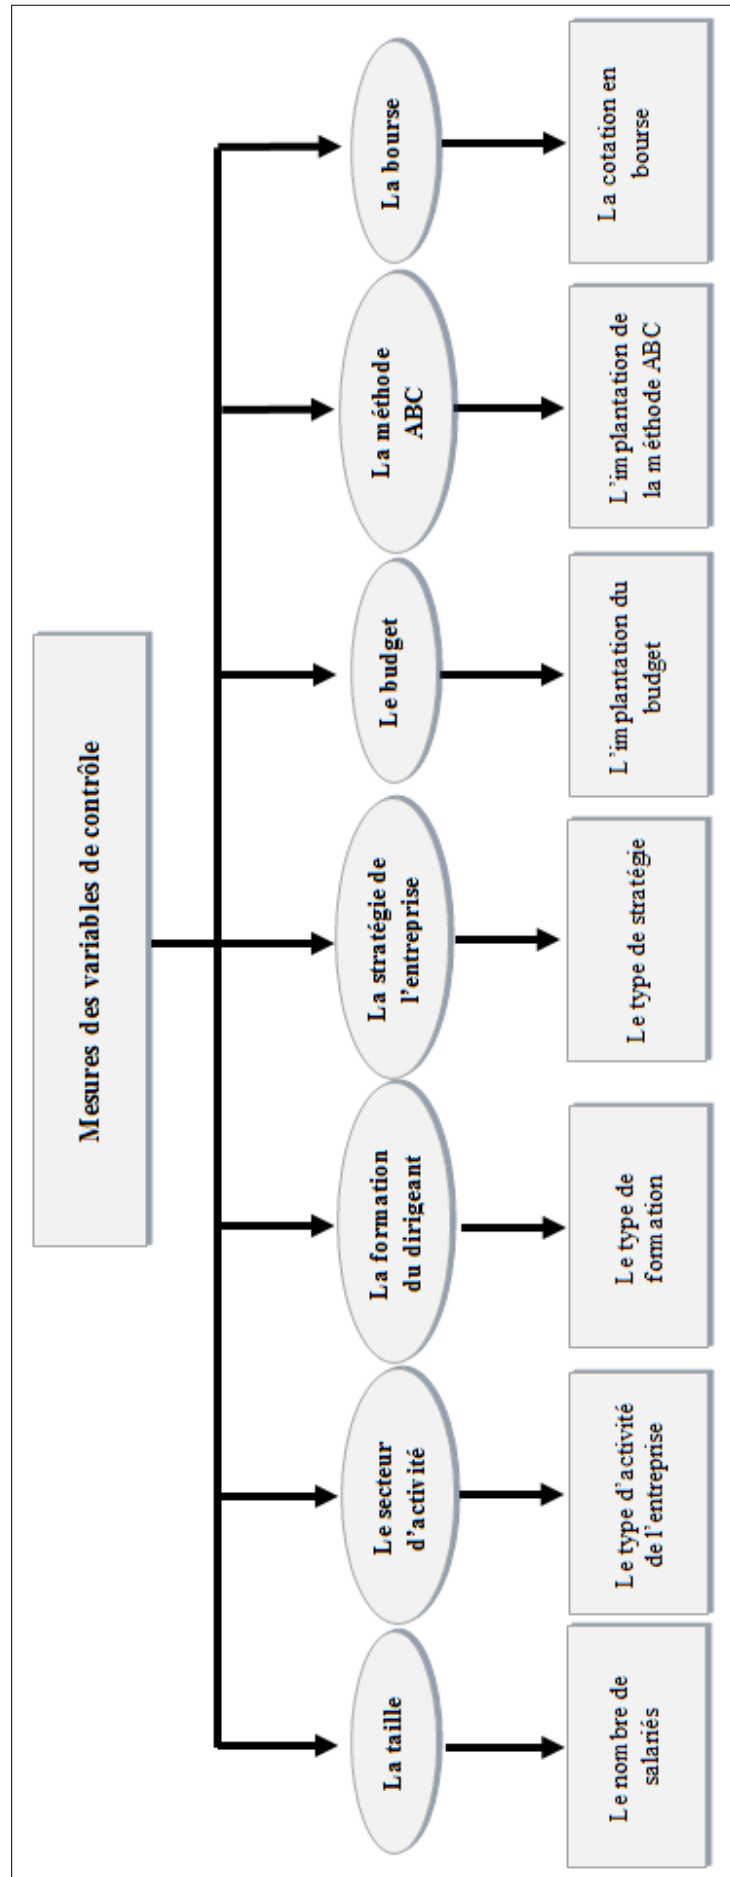 Mesures des variables de contrôle
La taille
Le secteur
d'activité
La formation
du dirigeant
La stratégie de
l'entreprise
Le budget
La méthode
ABC
La bourse
Le nombre de
salariés
Le type d'activité
de l'entreprise
Le type de
formation
Le type de stratégie
L'implantation du
budget
L'implantation de
la méthode ABC
La cotation en
bourse